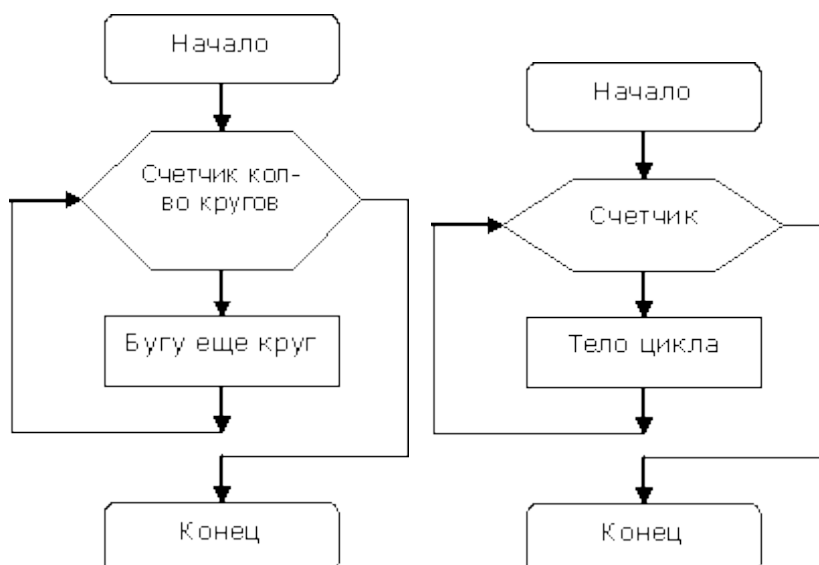 Начало
Счетчик кол-
во кругов
Бугу еще круг
Конец
Начало
Счетчик
Тело цикла
Конец